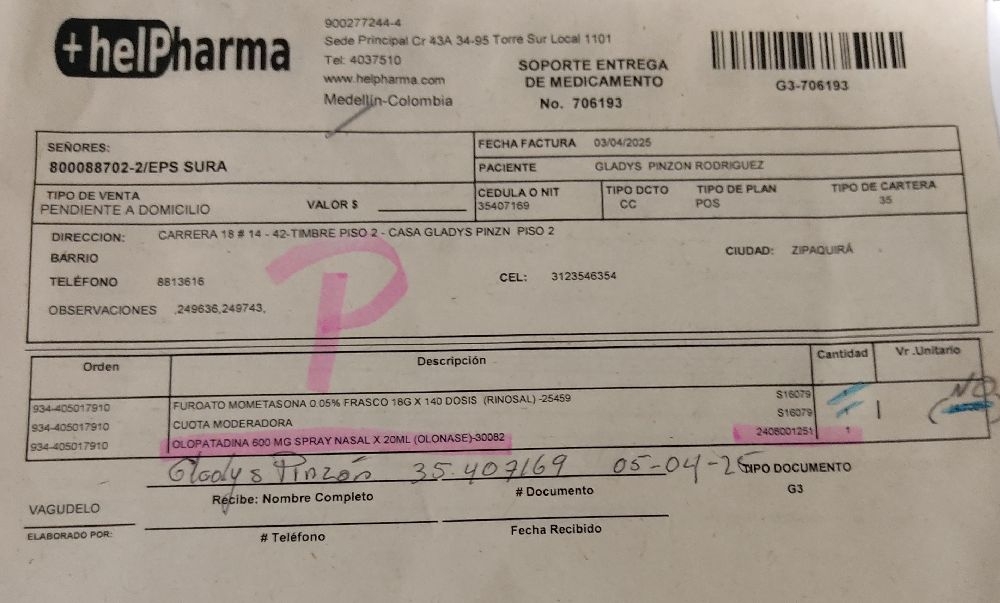 +helPharma
900277244-4
Sede Principal Cr 43A 34-95 Torre Sur Local 1101
Tel: 4037510
www.helpharma.com
Medellín-Colombia
SOPORTE ENTREGA
DE MEDICAMENTO
No. 706193
G3-706193
SEÑORES:
800088702-2/EPS SURA
FECHA FACTURA 03/04/2025
PACIENTE GLADYS PINZON RODRIGUEZ
TIPO DE VENTA
PENDIENTE A DOMICILIO
VALOR $
CEDULA O NIT
35407169
TIPO DCTO
CC
TIPO DE PLAN
POS
TIPO DE CARTERA
35
DIRECCION: CARRERA 18 # 14 - 42-TIMBRE PISO 2 - CASA GLADYS PINZN PISO 2
BARRIO
CIUDAD: ZIPAQUIRÁ
TELÉFONO 8813616
CEL: 3123546354
OBSERVACIONES ,249636,249743,
P
Orden Descripción Cantidad Vr .Unitario
934-405017910 FUROATO MOMETASONA 0.05% FRASCO 18G X 140 DOSIS (RINOSAL) -25459 S16079
NO
934-405017910 CUOTA MODERADORA S16079 1
934-405017910 OLOPATADINA 600 MG SPRAY NASAL X 20ML (OLONASE)-30082 2408001251 1
Gladys Pinzón 35.407169 05-04-25
TIPO DOCUMENTO
G3
Recibe: Nombre Completo # Documento
VAGUDELO
ELABORADO POR:
# Teléfono Fecha Recibido